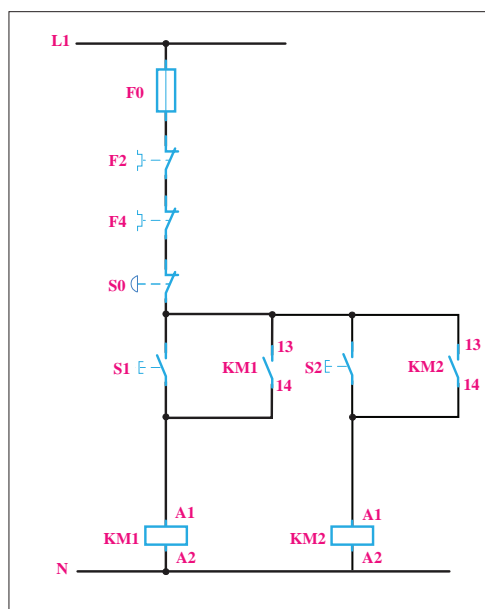 L1
F0
F2
F4
S0
13 13
S1 KM1 S2 KM2
14 14
A1 A1
KM1 KM2
A2 A2
N